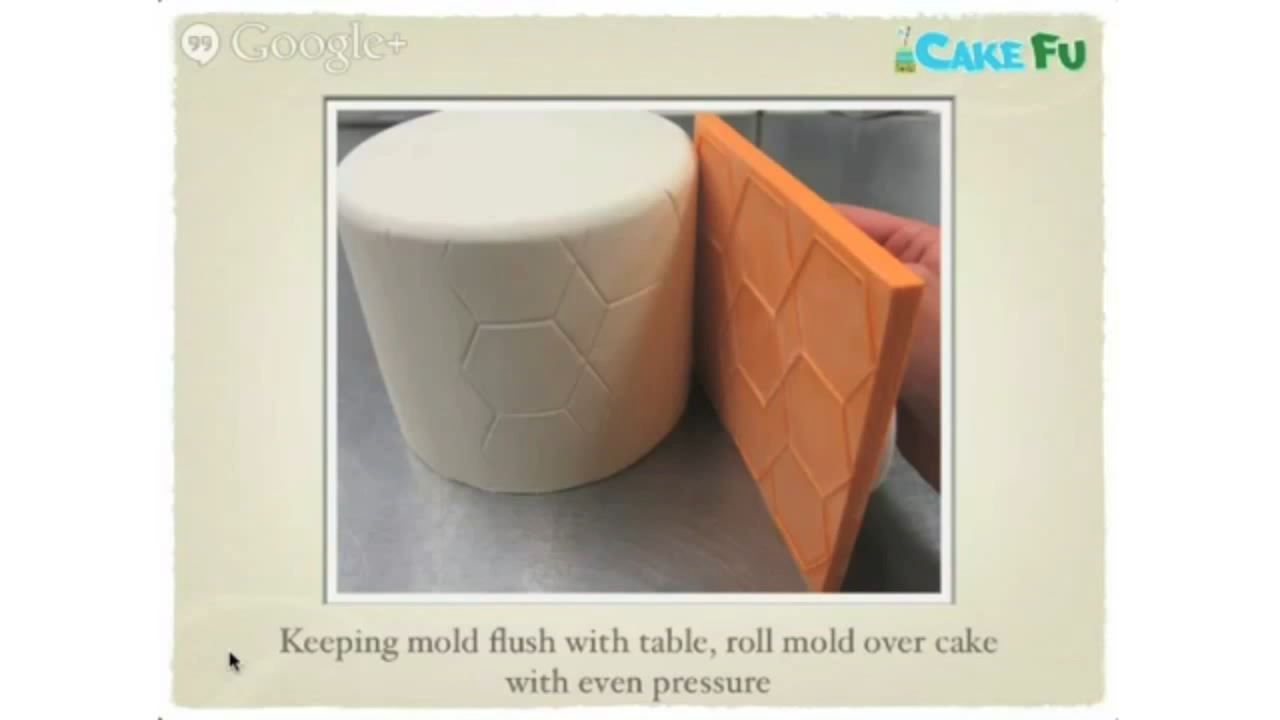 Google+
CAKE FU
Keeping mold flush with table, roll mold over cake
with even pressure